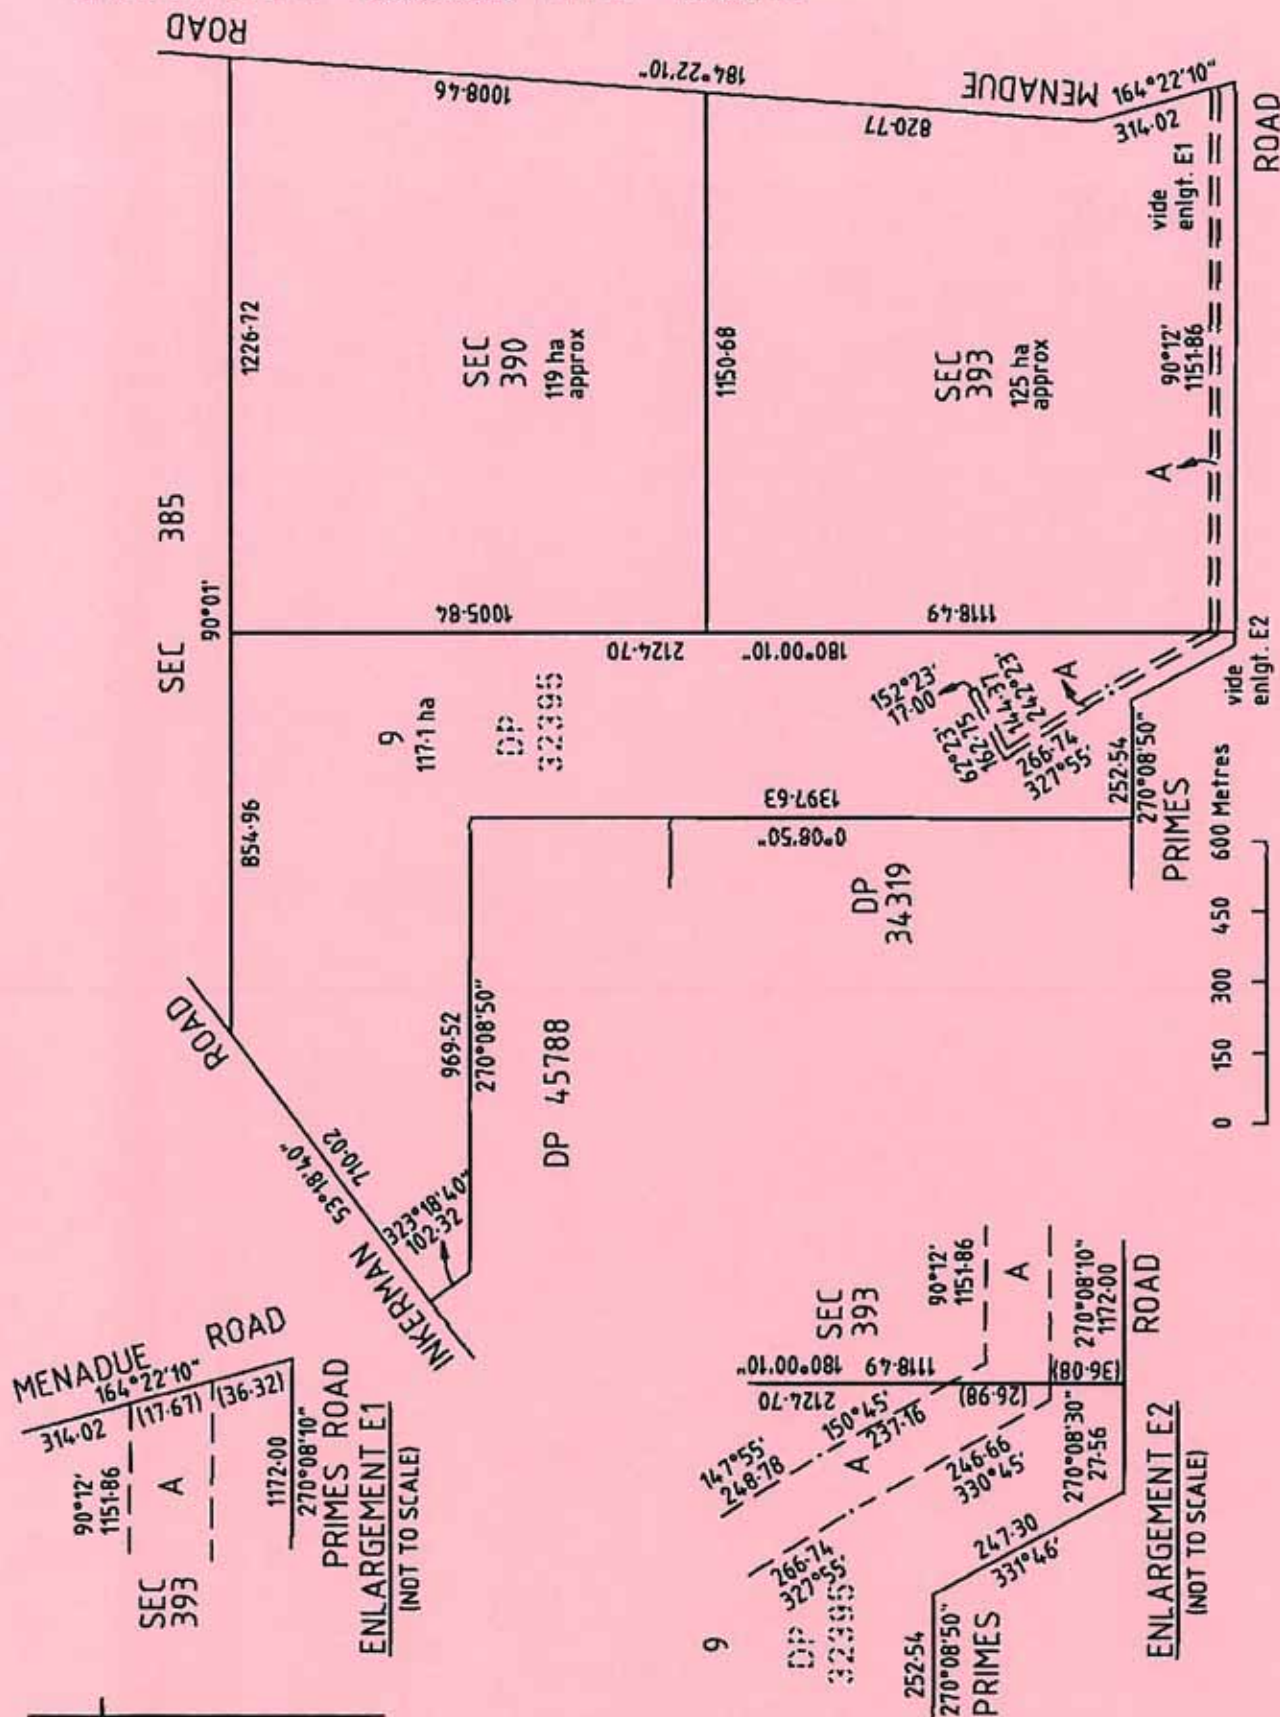 ROAD
1008·46
184°22'10"
820·77
MENADUE
164°22'10"
314·02
ROAD
1226·72
SEC
390
119 ha
approx
1150·68
SEC
393
125 ha
approx
vide
enlgt. E1
90°12'
1151·86
A
SEC 385
90°01'
1005·84
2124·70
180°00'10"
1118·49
9
117·1 ha
DP
32395
152°23'
17·00
62°23'
162·75
144·37
242°23'
A
266·74
327°55'
vide
enlgt. E2
854·96
1397·63
0°08'50"
252·54
270°08'50"
PRIMES
DP
34319
ROAD
969·52
270°08'50"
DP 45788
710·02
53°18'40"
323°18'40"
102·32
INKERMAN
0 150 300 450 600 Metres
MENADUE ROAD
164°22'10"
314·02
(17·67)
(36·32)
90°12'
1151·86
A
SEC
393
1172·00
270°08'10"
PRIMES ROAD
ENLARGEMENT E1
(NOT TO SCALE)
SEC
393
90°12'
1151·86
A
1118·49
180°00'10"
2124·70
270°08'10"
1172·00
ROAD
(36·08)
(26·98)
150°45'
237·16
147°55'
248·78
A
246·66
330°45'
270°08'30"
27·56
266·74
327°55'
247·30
331°46'
9
DP
32395
252·54
270°08'50"
PRIMES
ENLARGEMENT E2
(NOT TO SCALE)